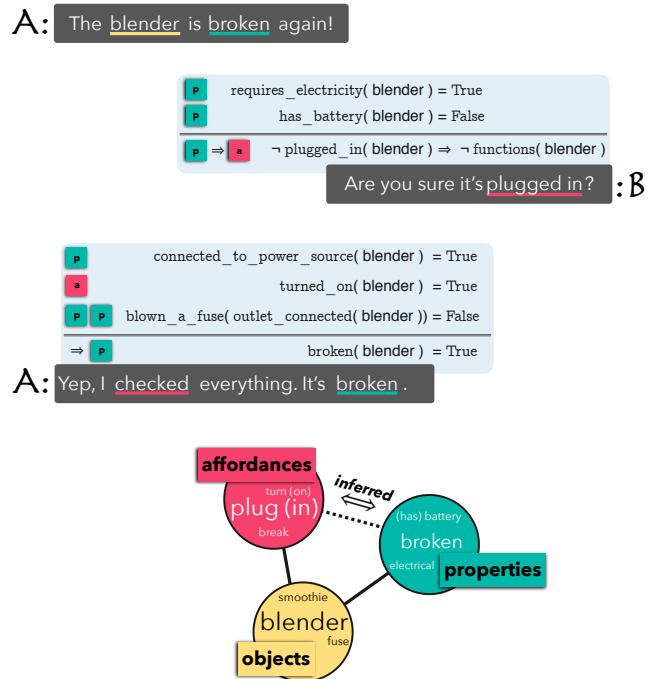 A: The blender is broken again!
p requires_electricity( blender ) = True
p has_battery( blender ) = False
p ⇒ a ¬ plugged_in( blender ) ⇒ ¬ functions( blender )
Are you sure it's plugged in? :B
p connected_to_power_source( blender ) = True
a turned_on( blender ) = True
p p blown_a_fuse( outlet_connected( blender )) = False
⇒ p broken( blender ) = True
A: Yep, I checked everything. It's broken.
affordances
inferred
⇔
turn (on)
plug (in)
break
(has) battery
broken
electrical
properties
smoothie
blender
fuse
objects